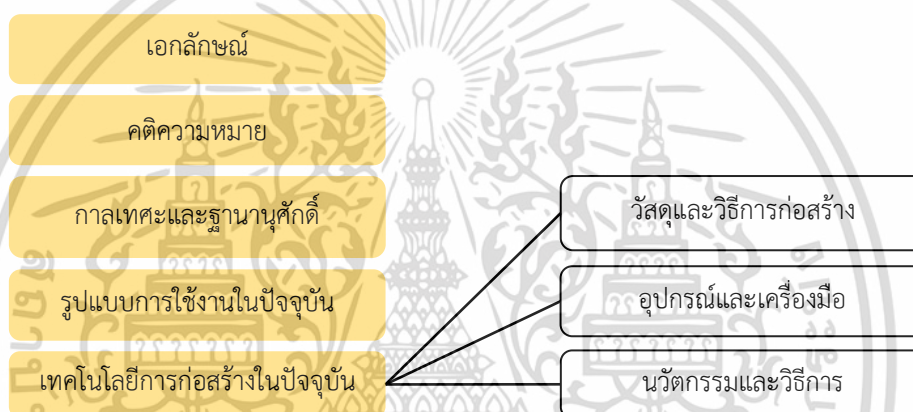 เอกลักษณ์
คติความหมาย
กาลเทศะและฐานานุศักดิ์
รูปแบบการใช้งานในปัจจุบัน
เทคโนโลยีการก่อสร้างในปัจจุบัน
วัสดุและวิธีการก่อสร้าง
อุปกรณ์และเครื่องมือ
นวัตกรรมและวิธีการ